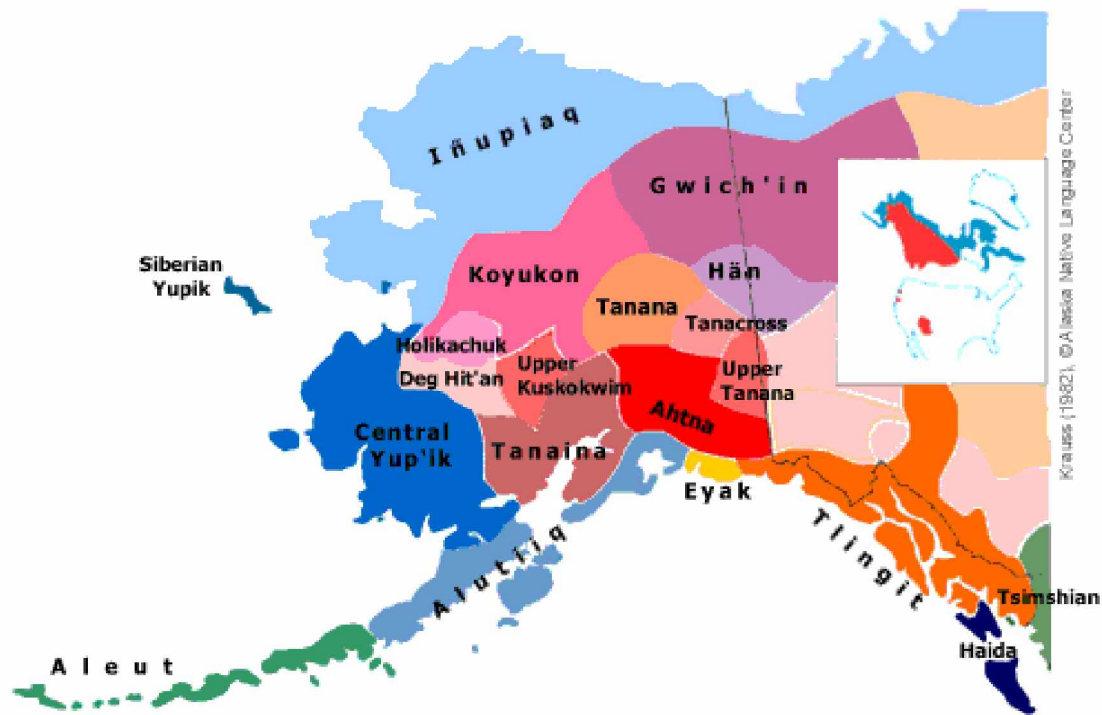 Iñupiaq
Gwich'in
Siberian
Yupik
Koyukon
Hän
Tanana
Tanacross
Holikachuk
Deg Hit'an
Upper
Kuskokwim
Upper
Tanana
Ahtna
Central
Yup'ik
Tanaina
Eyak
Alutiiq
Tlingit
Tsimshian
Haida
Aleut
Krauss (1982), ©Alaska Native Language Center